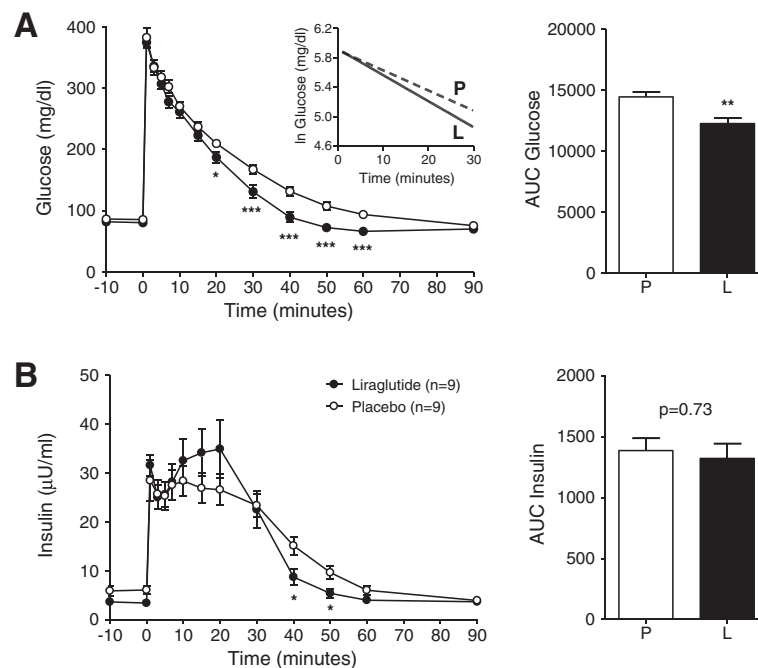 A
Glucose (mg/dl)
400
300
200
100
0
-10 0 10 20 30 40 50 60 70 80 90
Time (minutes)
*
***
***
***
***
ln Glucose (mg/dl)
6.2
5.8
5.4
5.0
4.6
P
L
0 10 20 30
Time (minutes)
AUC Glucose
20000
15000
10000
5000
0
**
P L
B
Insulin (µU/ml)
50
40
30
20
10
0
Liraglutide (n=9)
Placebo (n=9)
*
*
-10 0 10 20 30 40 50 60 70 80 90
Time (minutes)
AUC Insulin
2000
1500
1000
500
0
p=0.73
P L